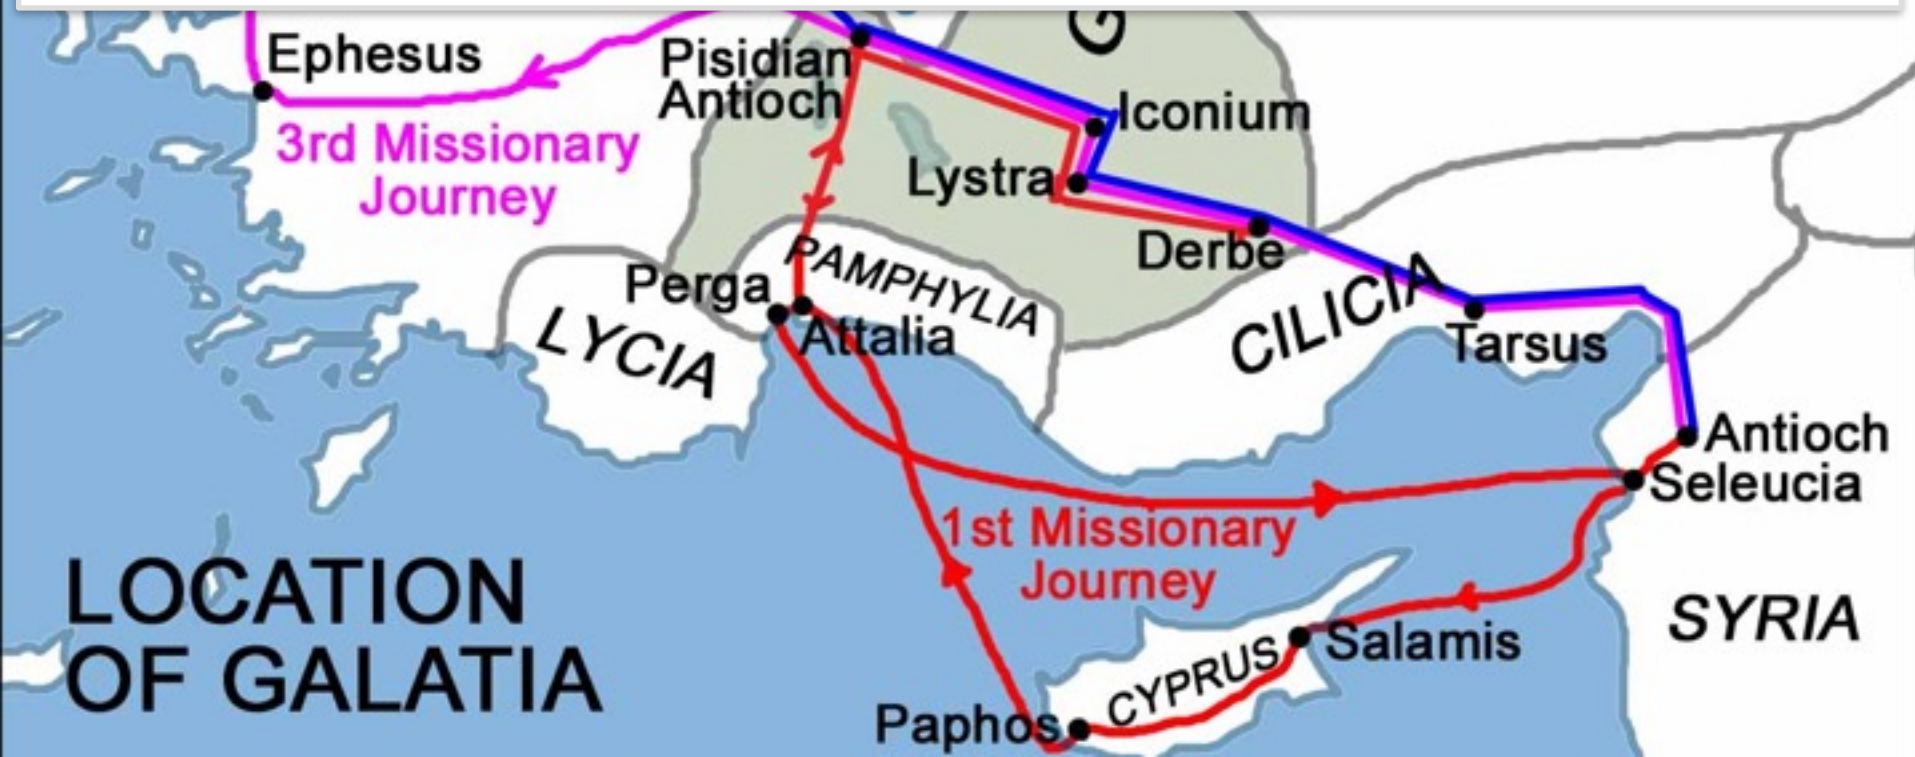 G
Ephesus
Pisidian
Antioch
Iconium
3rd Missionary
Journey
Lystra
Derbe
PAMPHYLIA
Perga
Attalia
LYCIA
CILICIA
Tarsus
Antioch
Seleucia
1st Missionary
Journey
LOCATION
OF GALATIA
SYRIA
Salamis
CYPRUS
Paphos